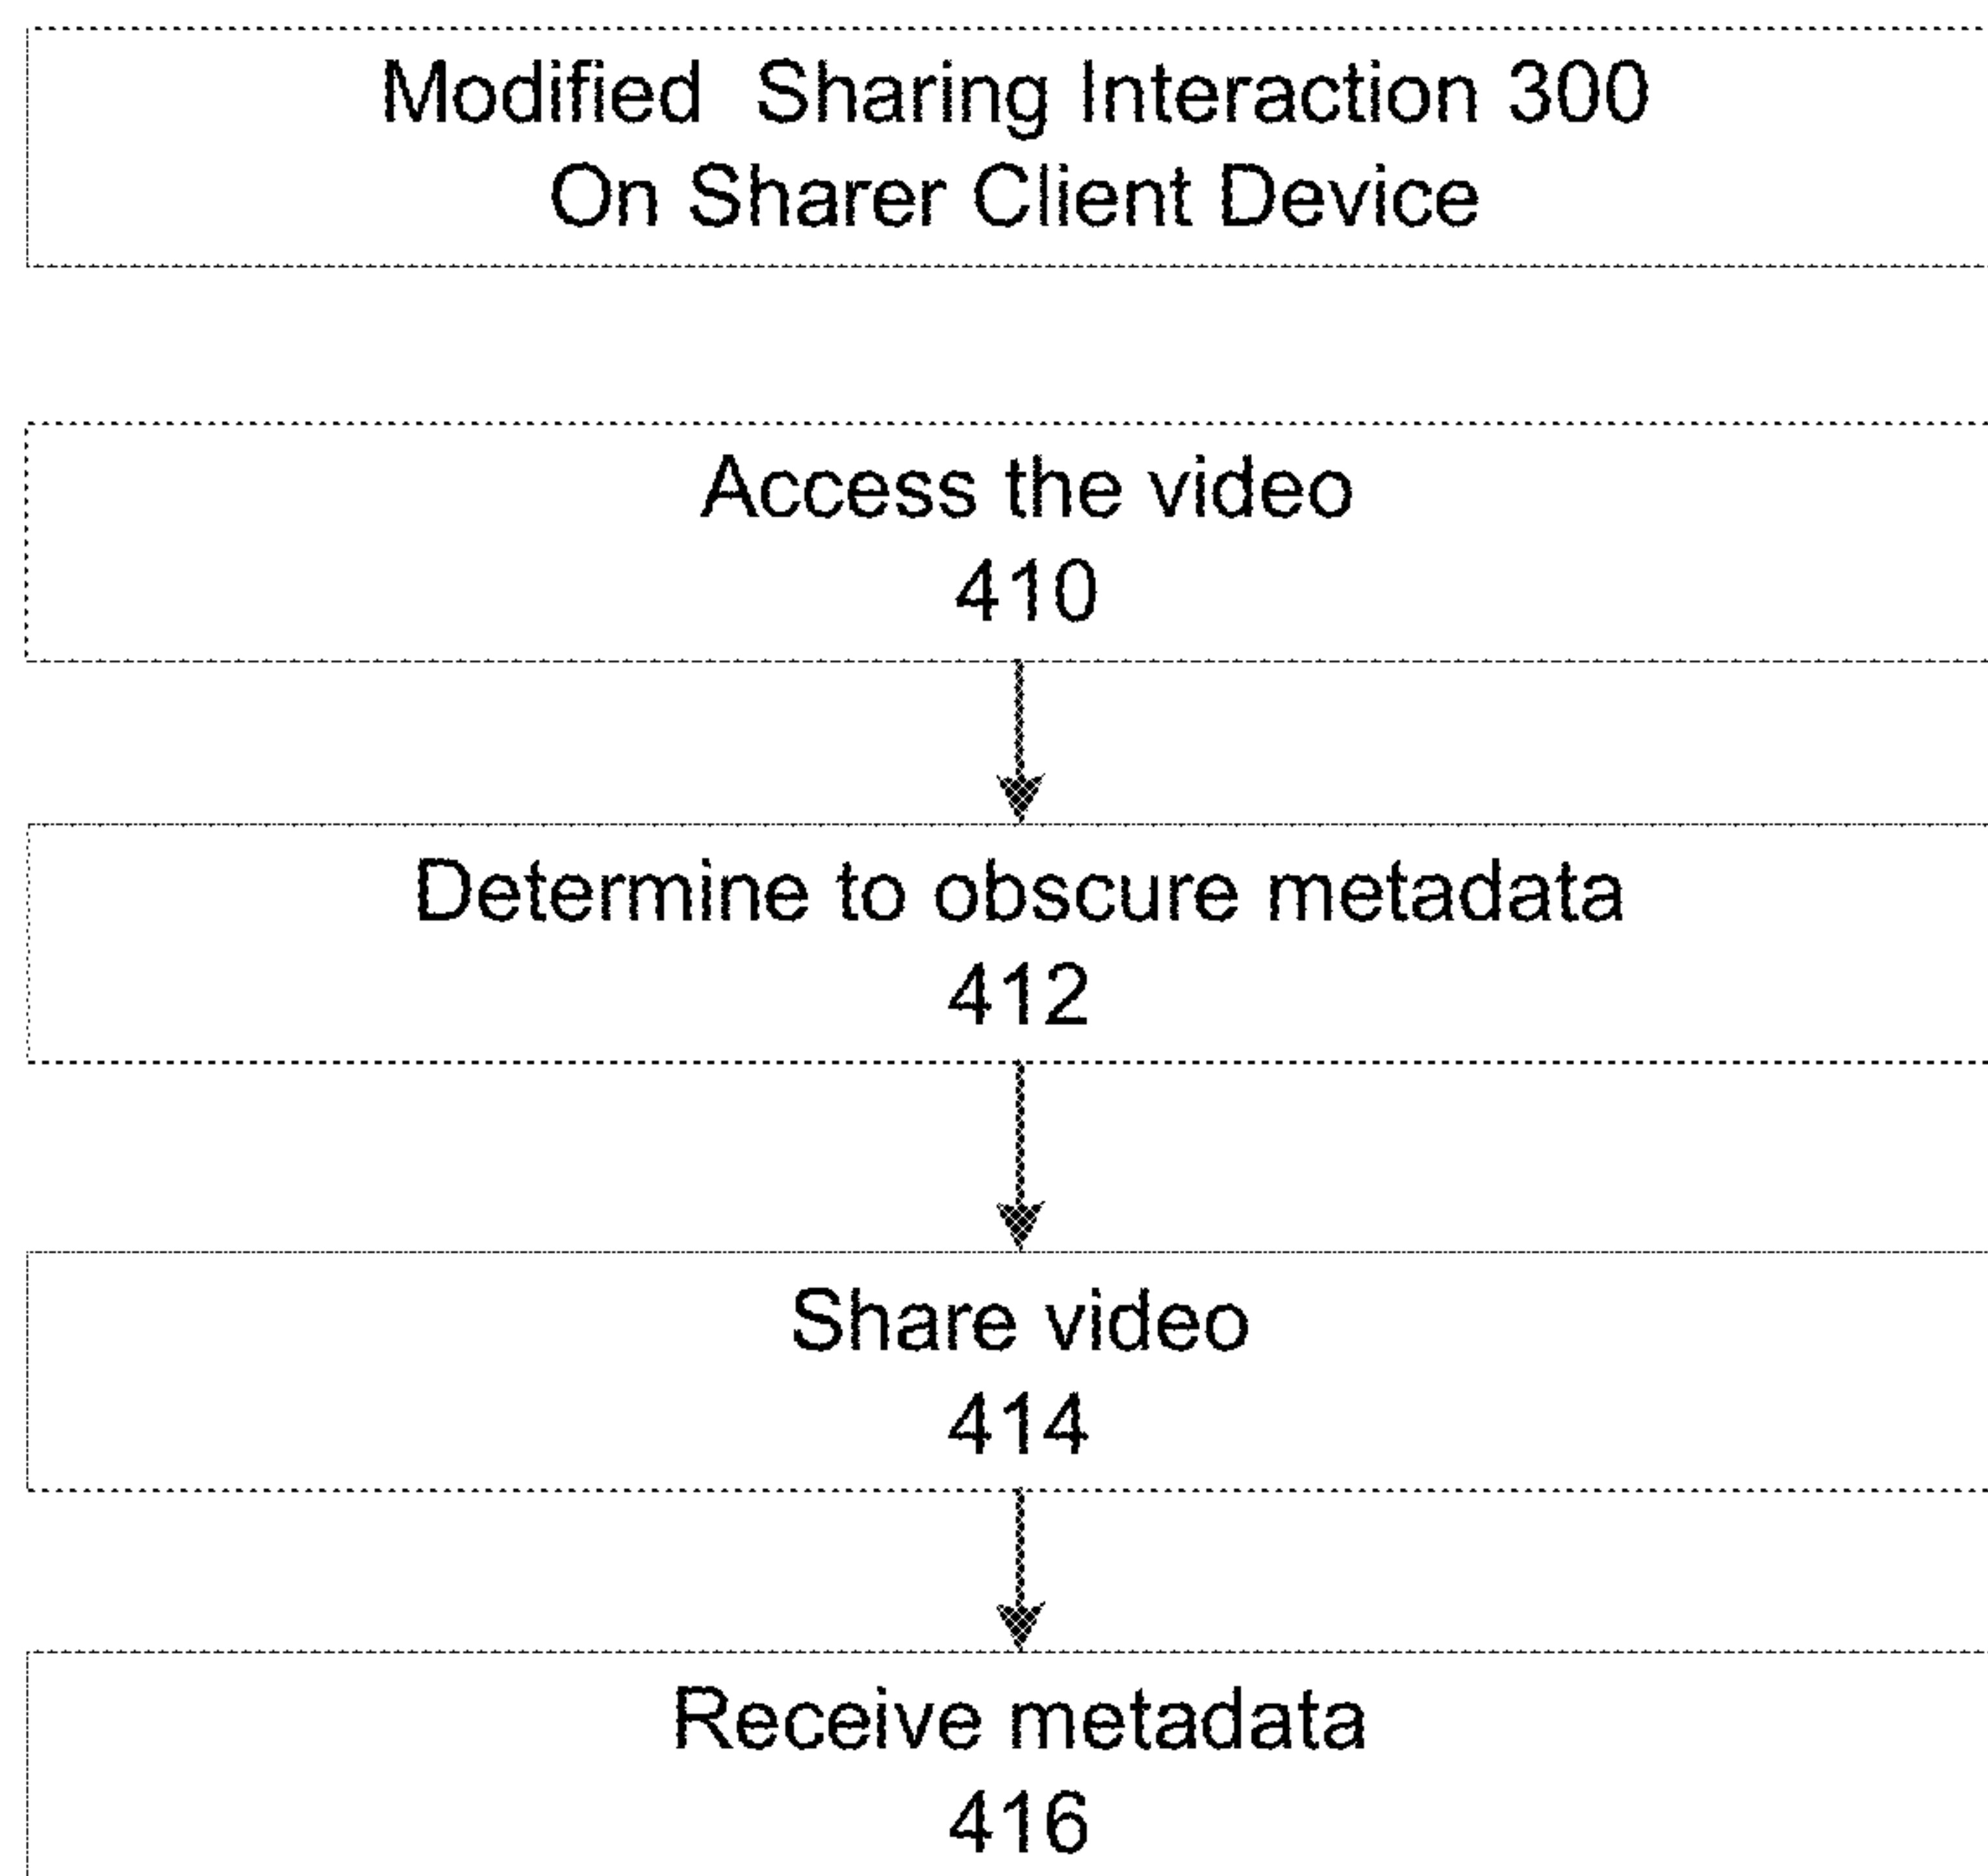 Modified Sharing Interaction 300
On Sharer Client Device
Access the video
410
Determine to obscure metadata
412
Share video
414
Receive metadata
416